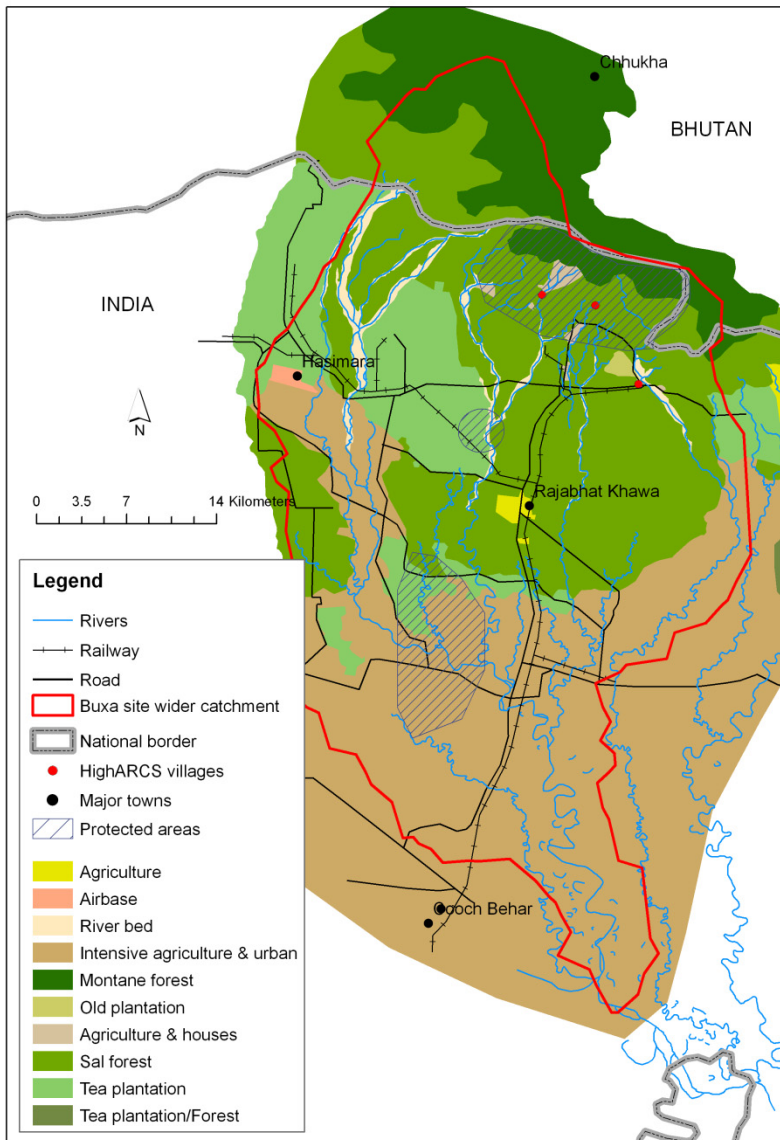 Chhukha
BHUTAN
INDIA
Hasimara
N
0 3.5 7 14 Kilometers
Rajabhat Khawa
Legend
Rivers
Railway
Road
Buxa site wider catchment
National border
HighARCS villages
Major towns
Protected areas
Agriculture
Airbase
River bed
Intensive agriculture & urban
Montane forest
Old plantation
Agriculture & houses
Sal forest
Tea plantation
Tea plantation/Forest
Cooch Behar